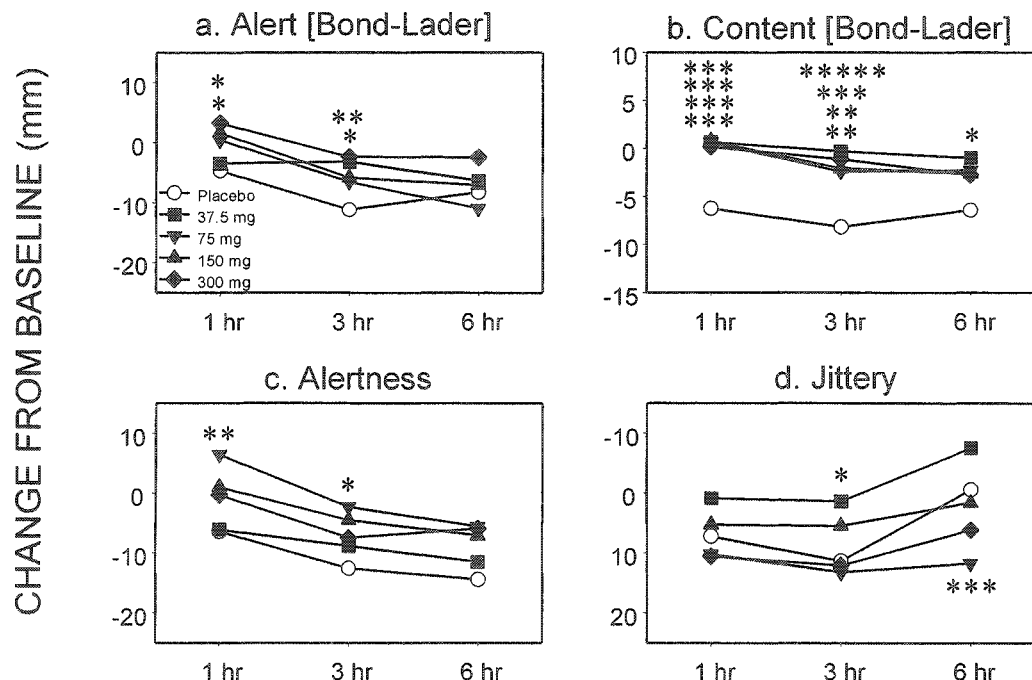 CHANGE FROM BASELINE (mm)
a. Alert [Bond-Lader]
10
0
-10
-20
*
*
**
*
Placebo
37.5 mg
75 mg
150 mg
300 mg
1 hr 3 hr 6 hr
b. Content [Bond-Lader]
10
5
0
-5
-10
-15
***
***
***
***
*****
***
**
**
*
1 hr 3 hr 6 hr
c. Alertness
10
0
-10
-20
**
*
1 hr 3 hr 6 hr
d. Jittery
-10
0
10
20
*
***
1 hr 3 hr 6 hr